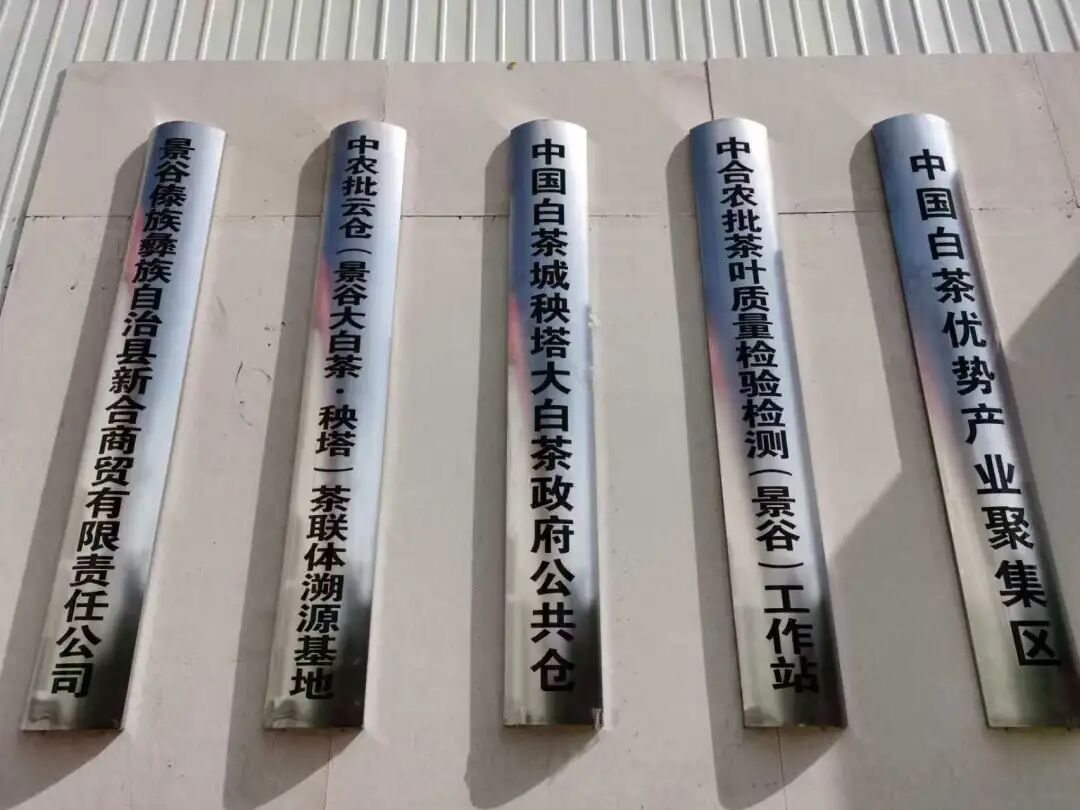 景谷傣族彝族自治县新合商贸有限责任公司
中农批云仓(景谷大白茶·秧塔)茶联体溯源基地
中国白茶城秧塔大白茶政府公共仓
中合农批茶叶质量检验检测(景谷)工作站
中国白茶优势产业聚集区